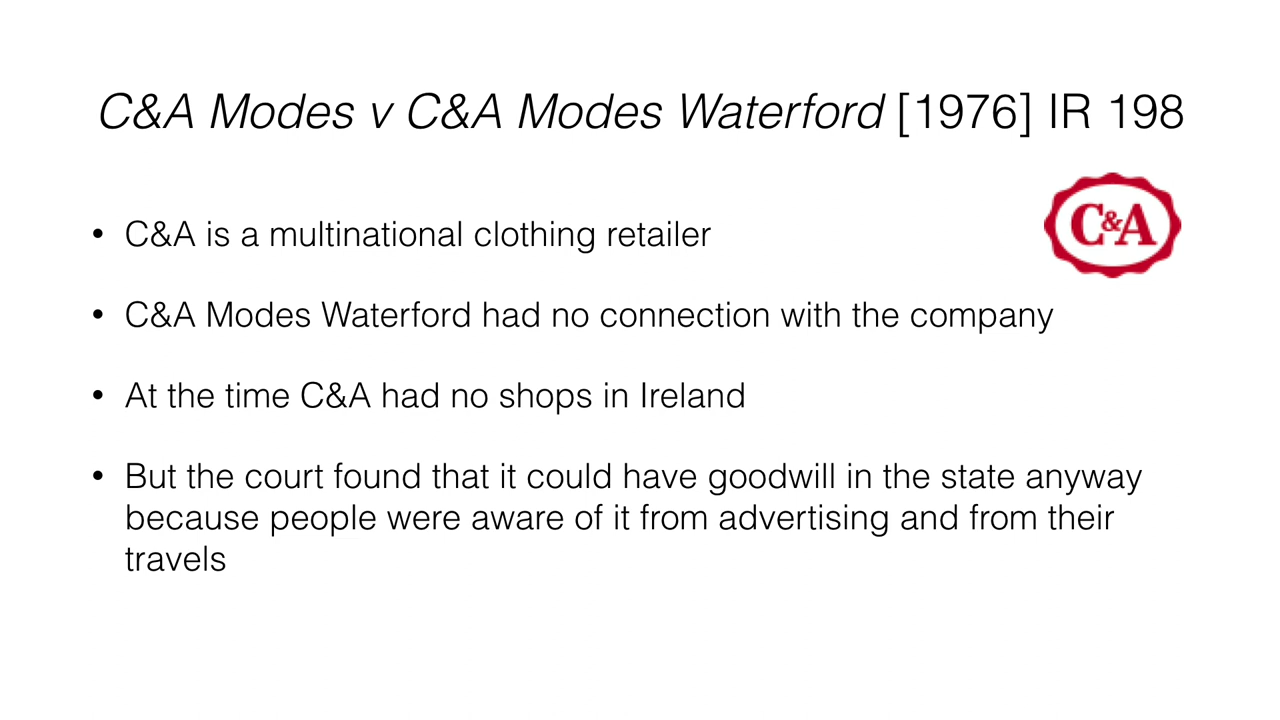 C&A Modes v C&A Modes Waterford [1976] IR 198
C&A
• C&A is a multinational clothing retailer
• C&A Modes Waterford had no connection with the company
• At the time C&A had no shops in Ireland
• But the court found that it could have goodwill in the state anyway
because people were aware of it from advertising and from their
travels